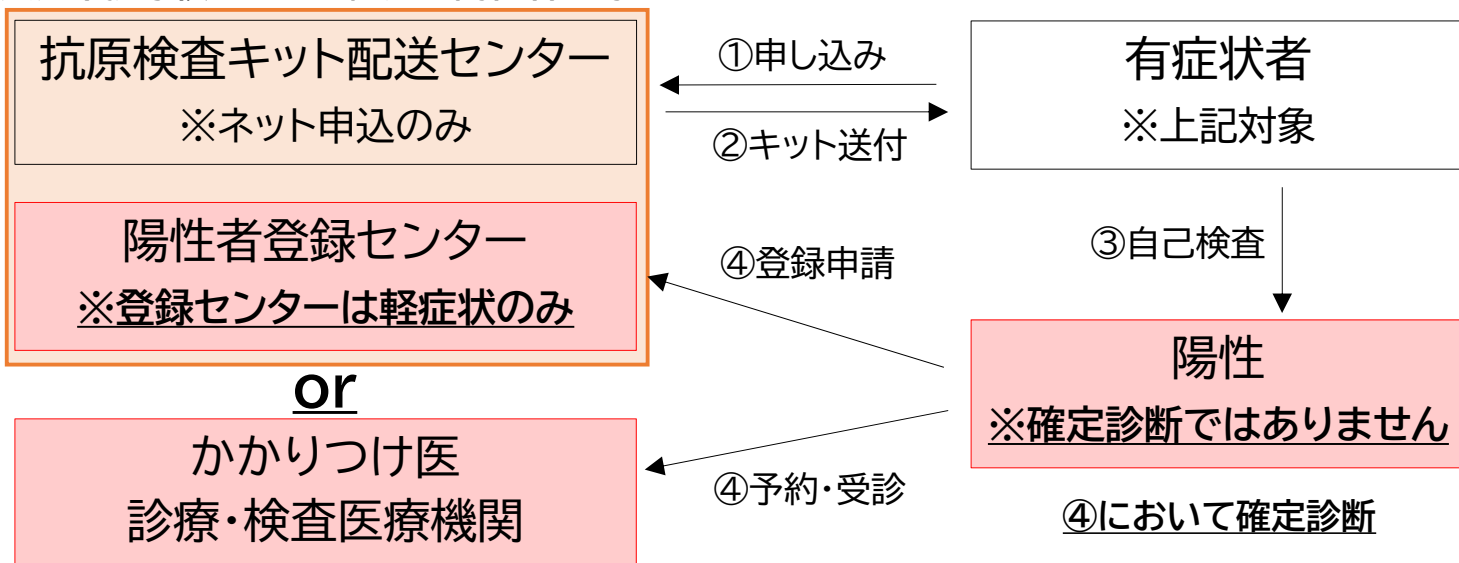 抗原検査キット配送センター
※ネット申込のみ
①申し込み
②キット送付
有症状者
※上記対象
陽性者登録センター
※登録センターは軽症状のみ
④登録申請
③自己検査
陽性
※確定診断ではありません
or
かかりつけ医
診療・検査医療機関
④予約・受診
④において確定診断